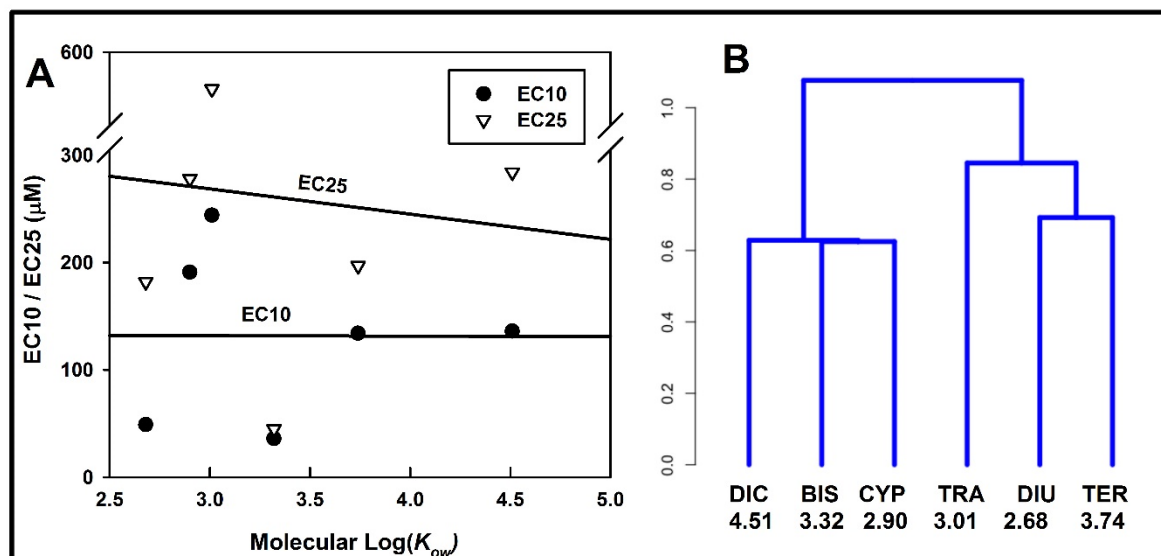 A
600
300
200
100
0
EC10 / EC25 (µM)
EC10
EC25
EC25
EC10
2.5 3.0 3.5 4.0 4.5 5.0
Molecular Log(Kow)
B
1.0
0.8
0.6
0.4
0.2
0.0
DIC BIS CYP TRA DIU TER
4.51 3.32 2.90 3.01 2.68 3.74